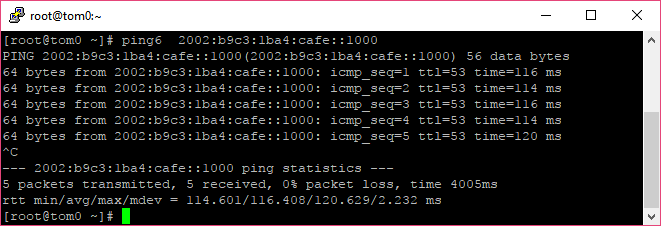 root@tom0:~
[root@tom0 ~]# ping6  2002:b9c3:1ba4:cafe::1000
PING 2002:b9c3:1ba4:cafe::1000(2002:b9c3:1ba4:cafe::1000) 56 data bytes
64 bytes from 2002:b9c3:1ba4:cafe::1000: icmp_seq=1 ttl=53 time=116 ms
64 bytes from 2002:b9c3:1ba4:cafe::1000: icmp_seq=2 ttl=53 time=114 ms
64 bytes from 2002:b9c3:1ba4:cafe::1000: icmp_seq=3 ttl=53 time=116 ms
64 bytes from 2002:b9c3:1ba4:cafe::1000: icmp_seq=4 ttl=53 time=114 ms
64 bytes from 2002:b9c3:1ba4:cafe::1000: icmp_seq=5 ttl=53 time=120 ms
^C
--- 2002:b9c3:1ba4:cafe::1000 ping statistics ---
5 packets transmitted, 5 received, 0% packet loss, time 4005ms
rtt min/avg/max/mdev = 114.601/116.408/120.629/2.232 ms
[root@tom0 ~]#